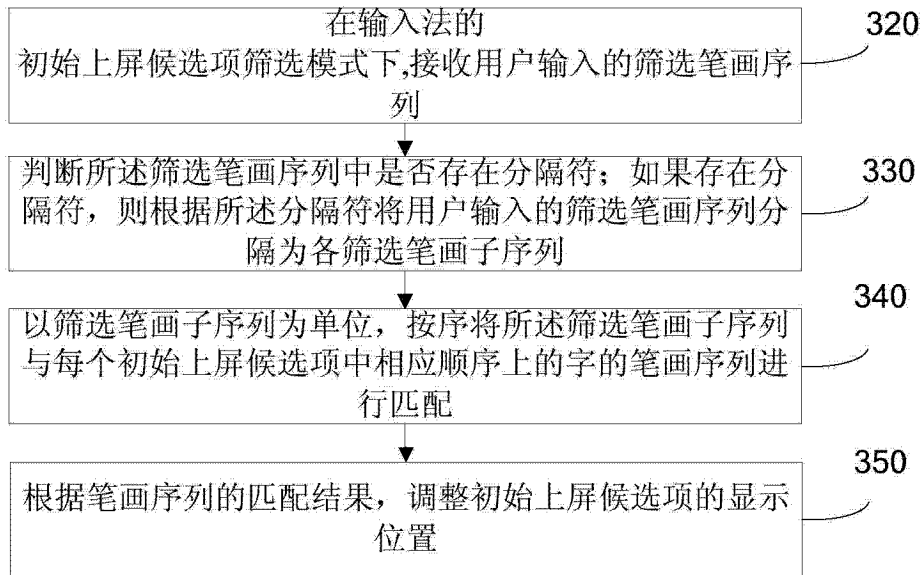 在输入法的
初始上屏候选项筛选模式下,接收用户输入的筛选笔画序
列
320
判断所述筛选笔画序列中是否存在分隔符；如果存在分
隔符，则根据所述分隔符将用户输入的筛选笔画序列分
隔为各筛选笔画子序列
330
以筛选笔画子序列为单位，按序将所述筛选笔画子序列
与每个初始上屏候选项中相应顺序上的字的笔画序列进
行匹配
340
根据笔画序列的匹配结果，调整初始上屏候选项的显示
位置
350